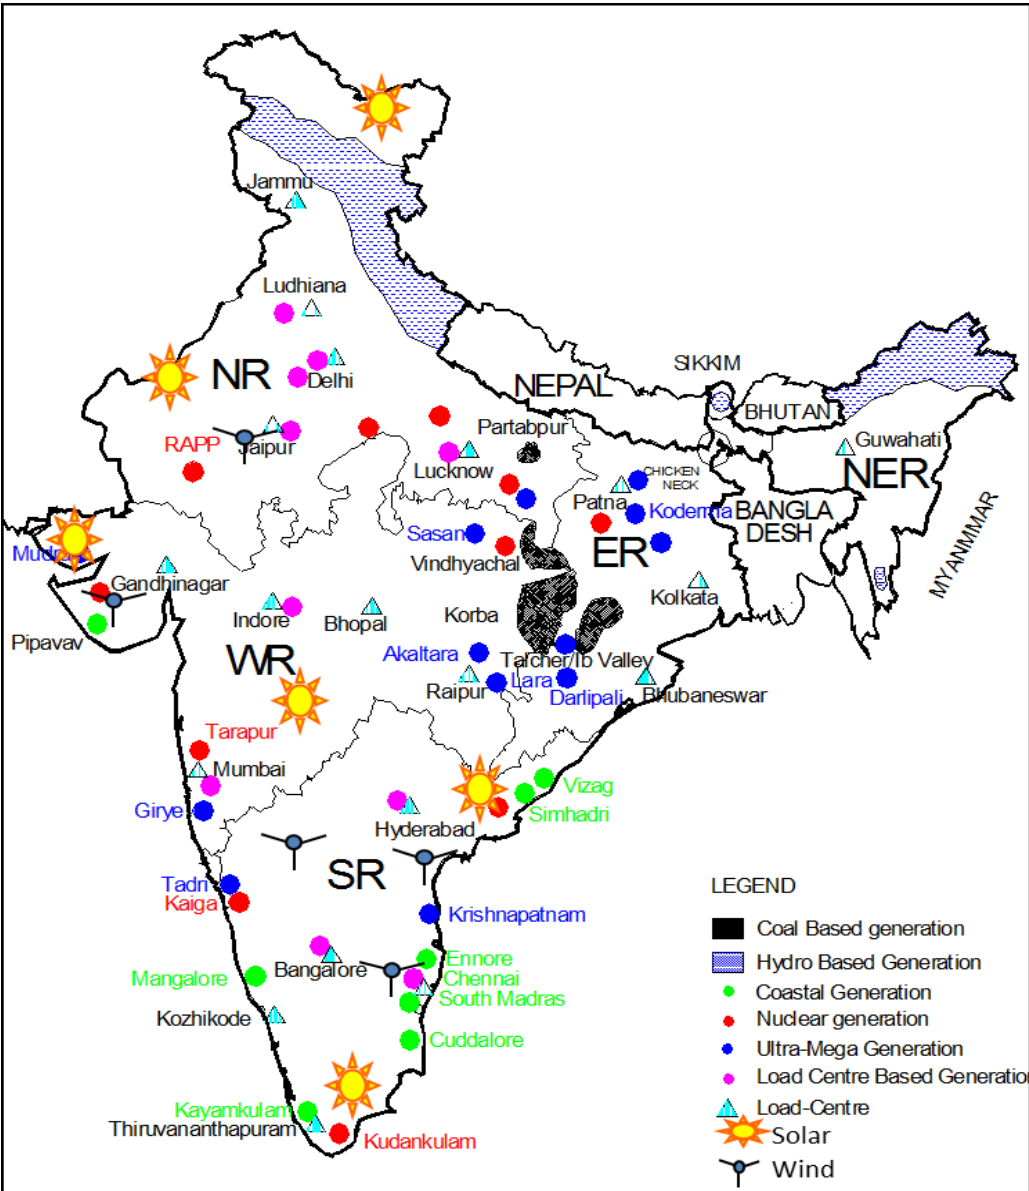 Jammu
Ludhiana
NR
Delhi
NEPAL
SIKKIM
BHUTAN
Partabpur
RAPP
Jaipur
Lucknow
Guwahati
NER
CHICKEN
NECK
Patna
Koderma
BANGLA
DESH
Sasan
Vindhyachal
ER
MYANMMAR
Mudra
Gandhinagar
Kolkata
Pipavav
Indore
Bhopal
Korba
WR
Akaltara
Talcher/Ib Valley
Raipur
Lara
Darlipali
Bhubaneswar
Tarapur
Mumbai
Vizag
Girye
Simhadri
Hyderabad
SR
Tadri
Kaiga
Krishnapatnam
Ennore
Bangalore
Chennai
Mangalore
South Madras
Kozhikode
Cuddalore
Kayamkulam
Thiruvananthapuram
Kudankulam
LEGEND
Coal Based generation
Hydro Based Generation
Coastal Generation
Nuclear generation
Ultra-Mega Generation
Load Centre Based Generation
Load-Centre
Solar
Wind